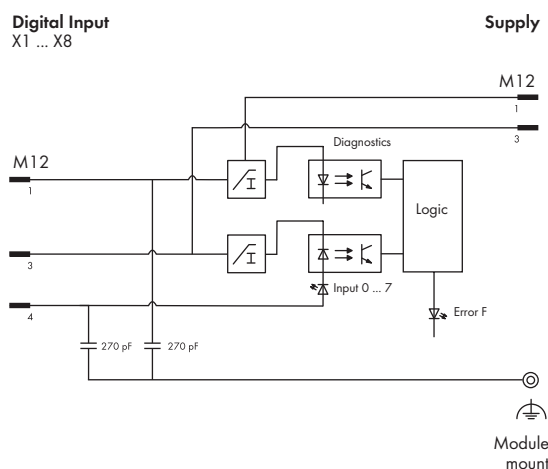 Digital Input
X1 ... X8
Supply
M12
1
3
Diagnostics
M12
1
I
Logic
3
I
4
Input 0 ... 7
Error F
270 pF
270 pF
Module
mount